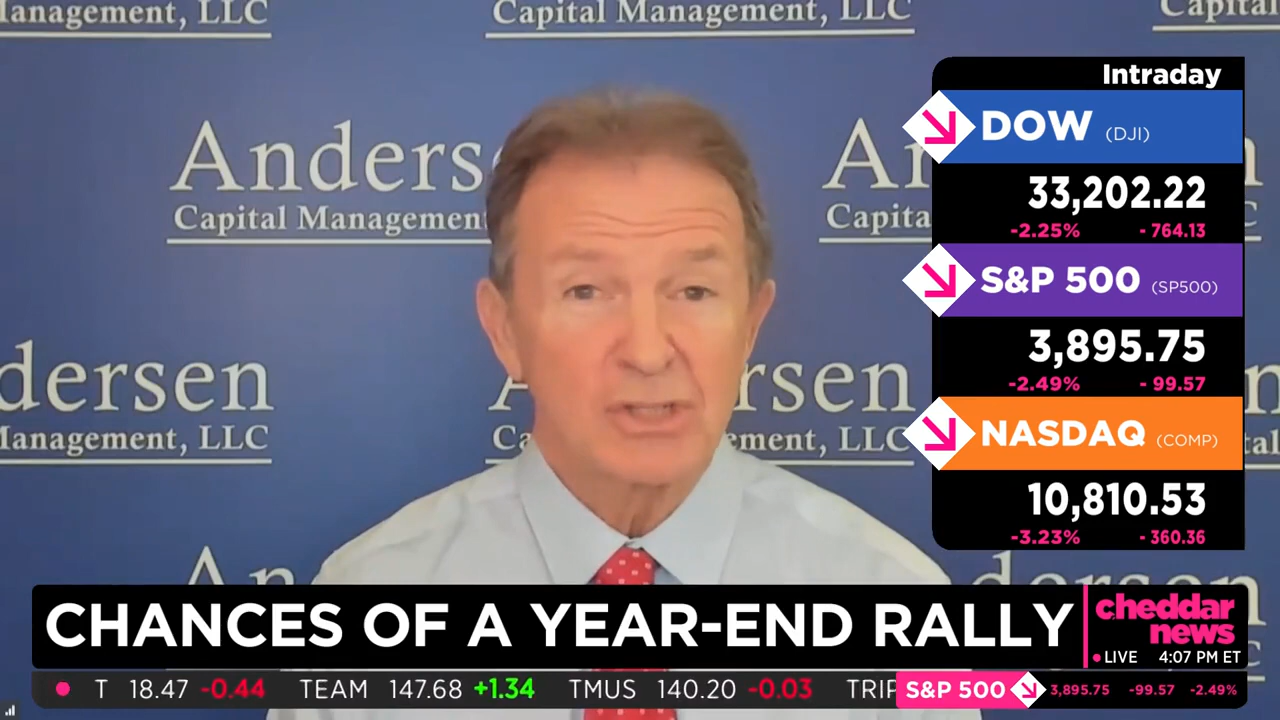 Management, LLC
Capital Management, LLC
Capital
Intraday
DOW (DJI)
33,202.22
-2.25% - 764.13
S&P 500 (SP500)
3,895.75
-2.49% - 99.57
NASDAQ (COMP)
10,810.53
-3.23% - 360.36
Anders
Capital Management
An
Capita
dersen
Management, LLC
A rsen
Ca ement, LLC
An
dersen
CHANCES OF A YEAR-END RALLY
cheddar
news
LIVE 4:07 PM ET
T 18.47 -0.44 TEAM 147.68 +1.34 TMUS 140.20 -0.03 TRIP
S&P 500 3,895.75 -99.57 -2.49%